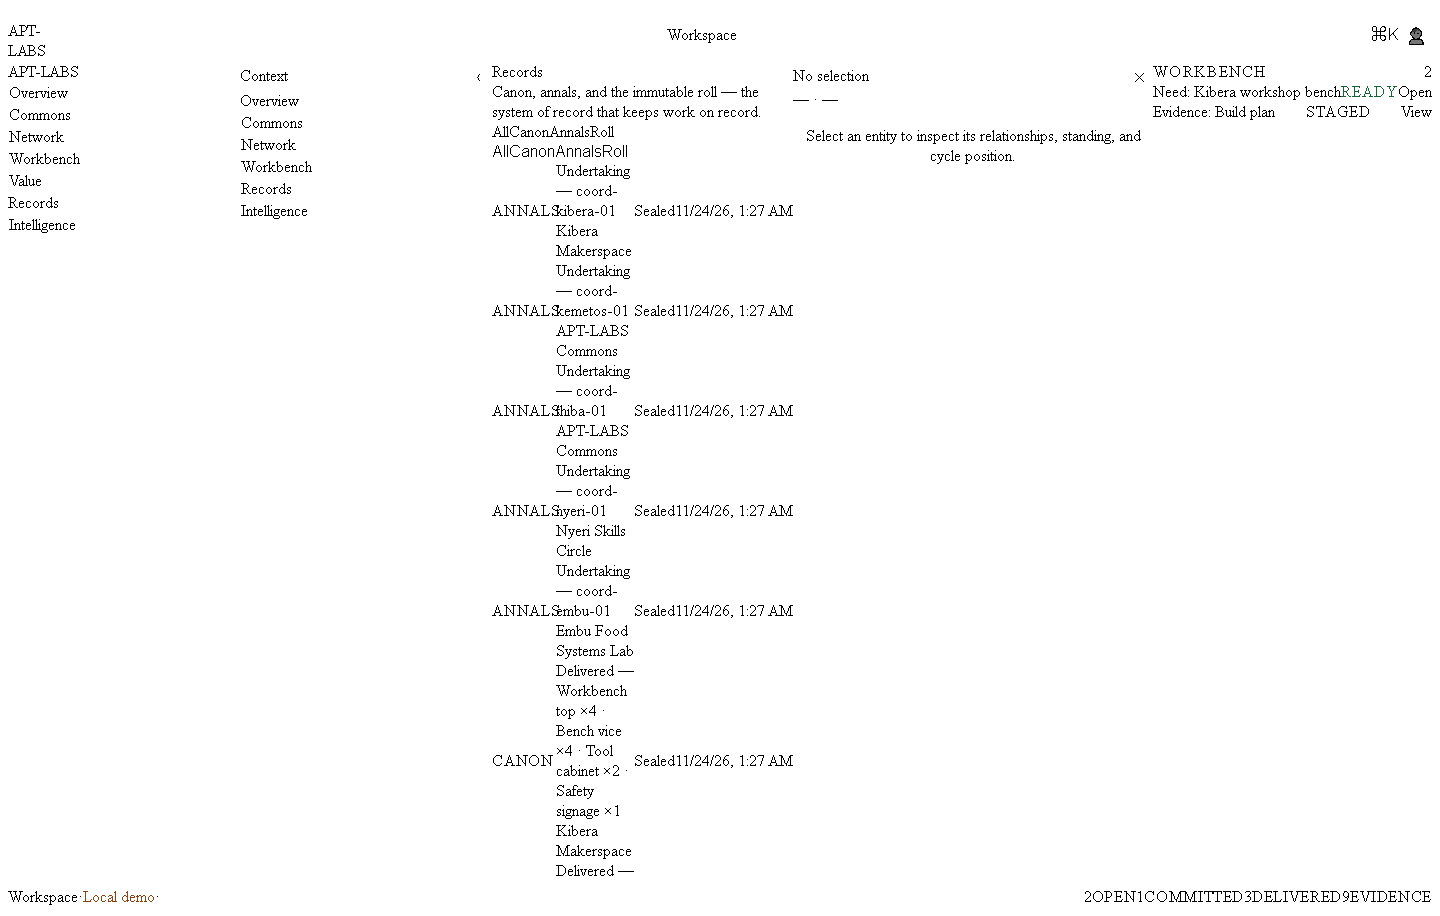 APT-
LABS
Workspace
⌘K
APT-LABS
Overview
Commons
Network
Workbench
Value
Records
Intelligence
Context
‹
Overview
Commons
Network
Workbench
Records
Intelligence
Records
Canon, annals, and the immutable roll — the
system of record that keeps work on record.
AllCanonAnnalsRoll
AllCanonAnnalsRoll
Undertaking
— coord-
ANNALS kibera-01 Sealed 11/24/26, 1:27 AM
Kibera
Makerspace
Undertaking
— coord-
ANNALS kemetos-01 Sealed 11/24/26, 1:27 AM
APT-LABS
Commons
Undertaking
— coord-
ANNALS thiba-01 Sealed 11/24/26, 1:27 AM
APT-LABS
Commons
Undertaking
— coord-
ANNALS nyeri-01 Sealed 11/24/26, 1:27 AM
Nyeri Skills
Circle
Undertaking
— coord-
ANNALS embu-01 Sealed 11/24/26, 1:27 AM
Embu Food
Systems Lab
Delivered —
Workbench
top ×4 ·
Bench vice
×4 · Tool
CANON Sealed 11/24/26, 1:27 AM
cabinet ×2 ·
Safety
signage ×1
Kibera
Makerspace
Delivered —
No selection ×
— · —
Select an entity to inspect its relationships, standing, and
cycle position.
WORKBENCH 2
Need: Kibera workshop bench READY Open
Evidence: Build plan STAGED View
Workspace·Local demo·
2OPEN1COMMITTED3DELIVERED9EVIDENCE